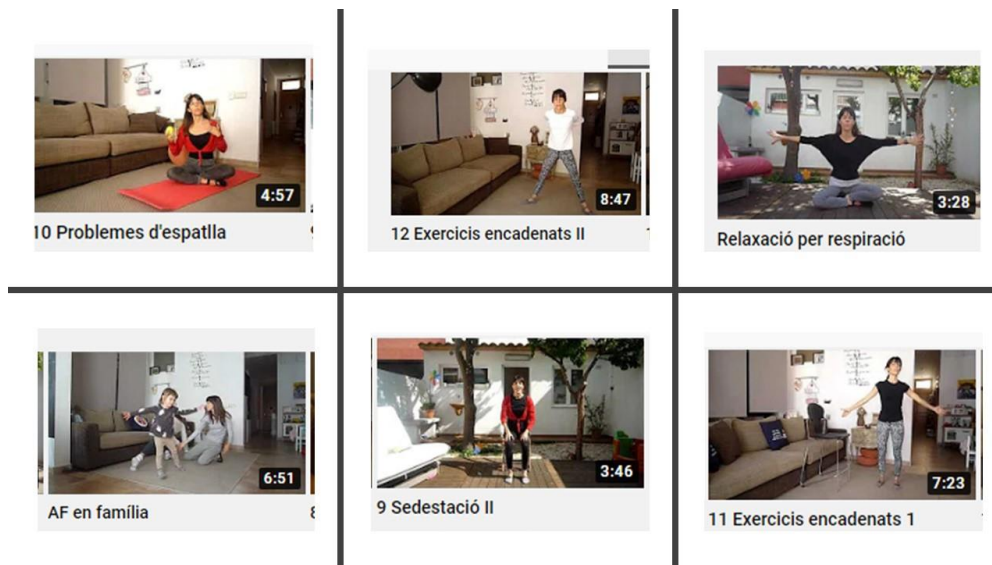 4:57
10 Problemes d'espatlla
8:47
12 Exercicis encadenats II
3:28
Relaxació per respiració
6:51
AF en família
3:46
9 Sedestació II
7:23
11 Exercicis encadenats 1